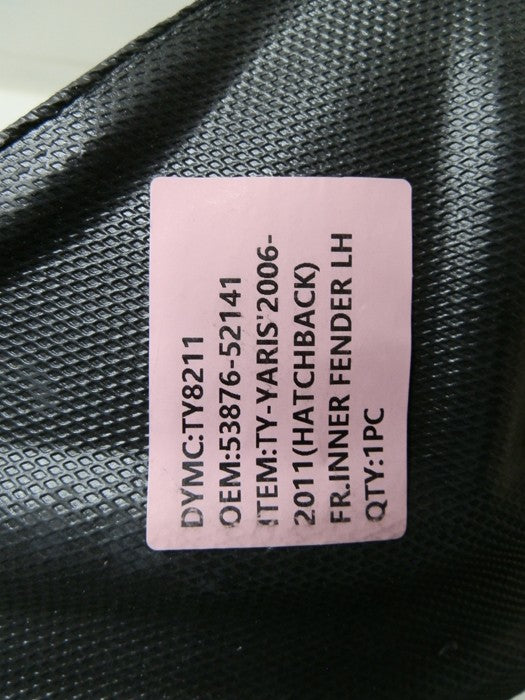 DYMC:TY8211
OEM:53876-52141
ITEM:TY-YARIS'2006-
2011(HATCHBACK)
FR.INNER FENDER LH
QTY:1PC